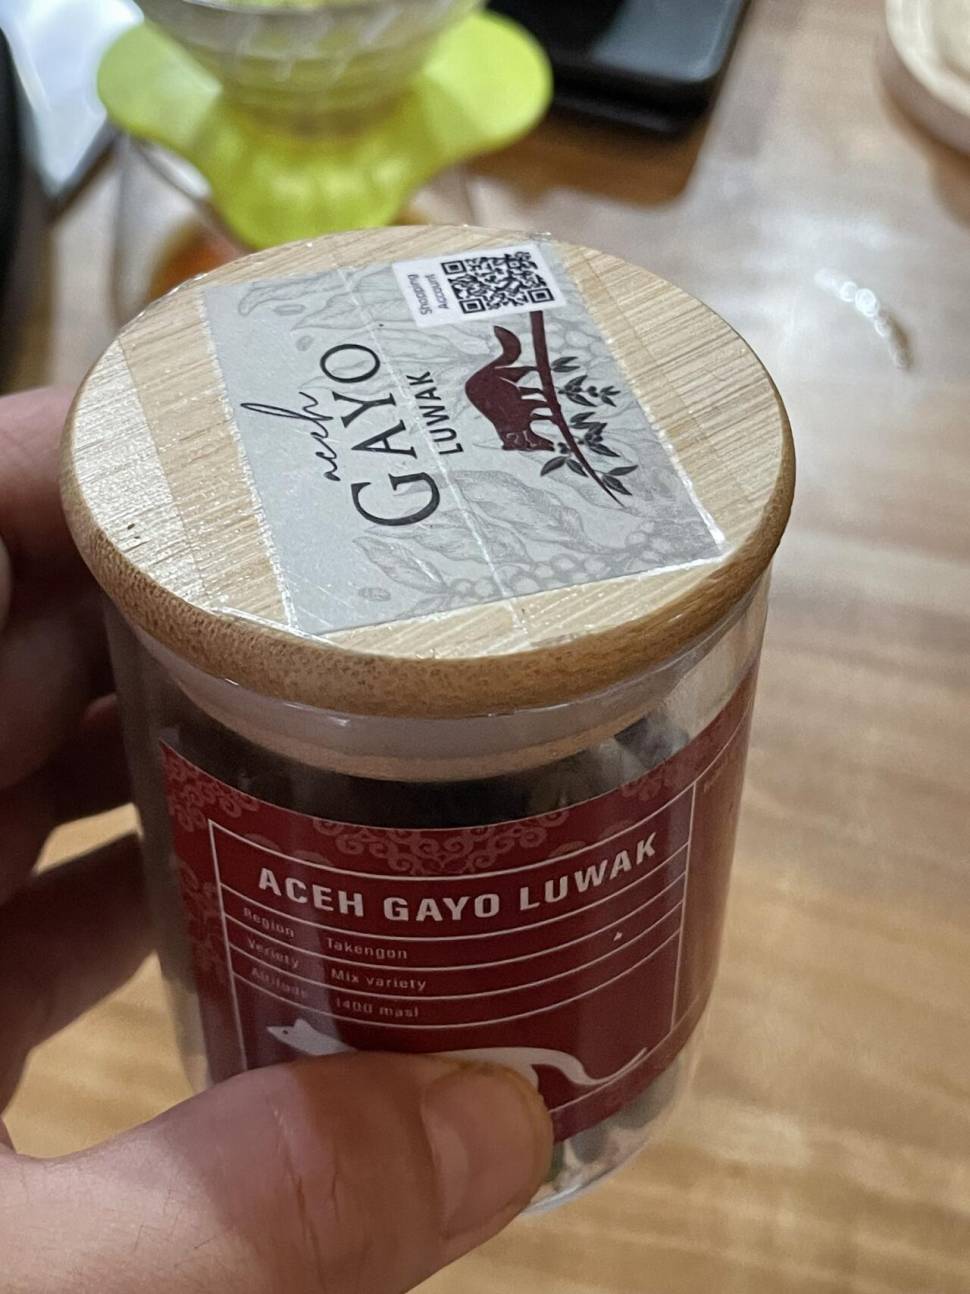 Shopping
Account
aceh
GAYO
LUWAK
ACEH GAYO LUWAK
Region Takengon
Variety Mix variety
Altitude 1400 masl